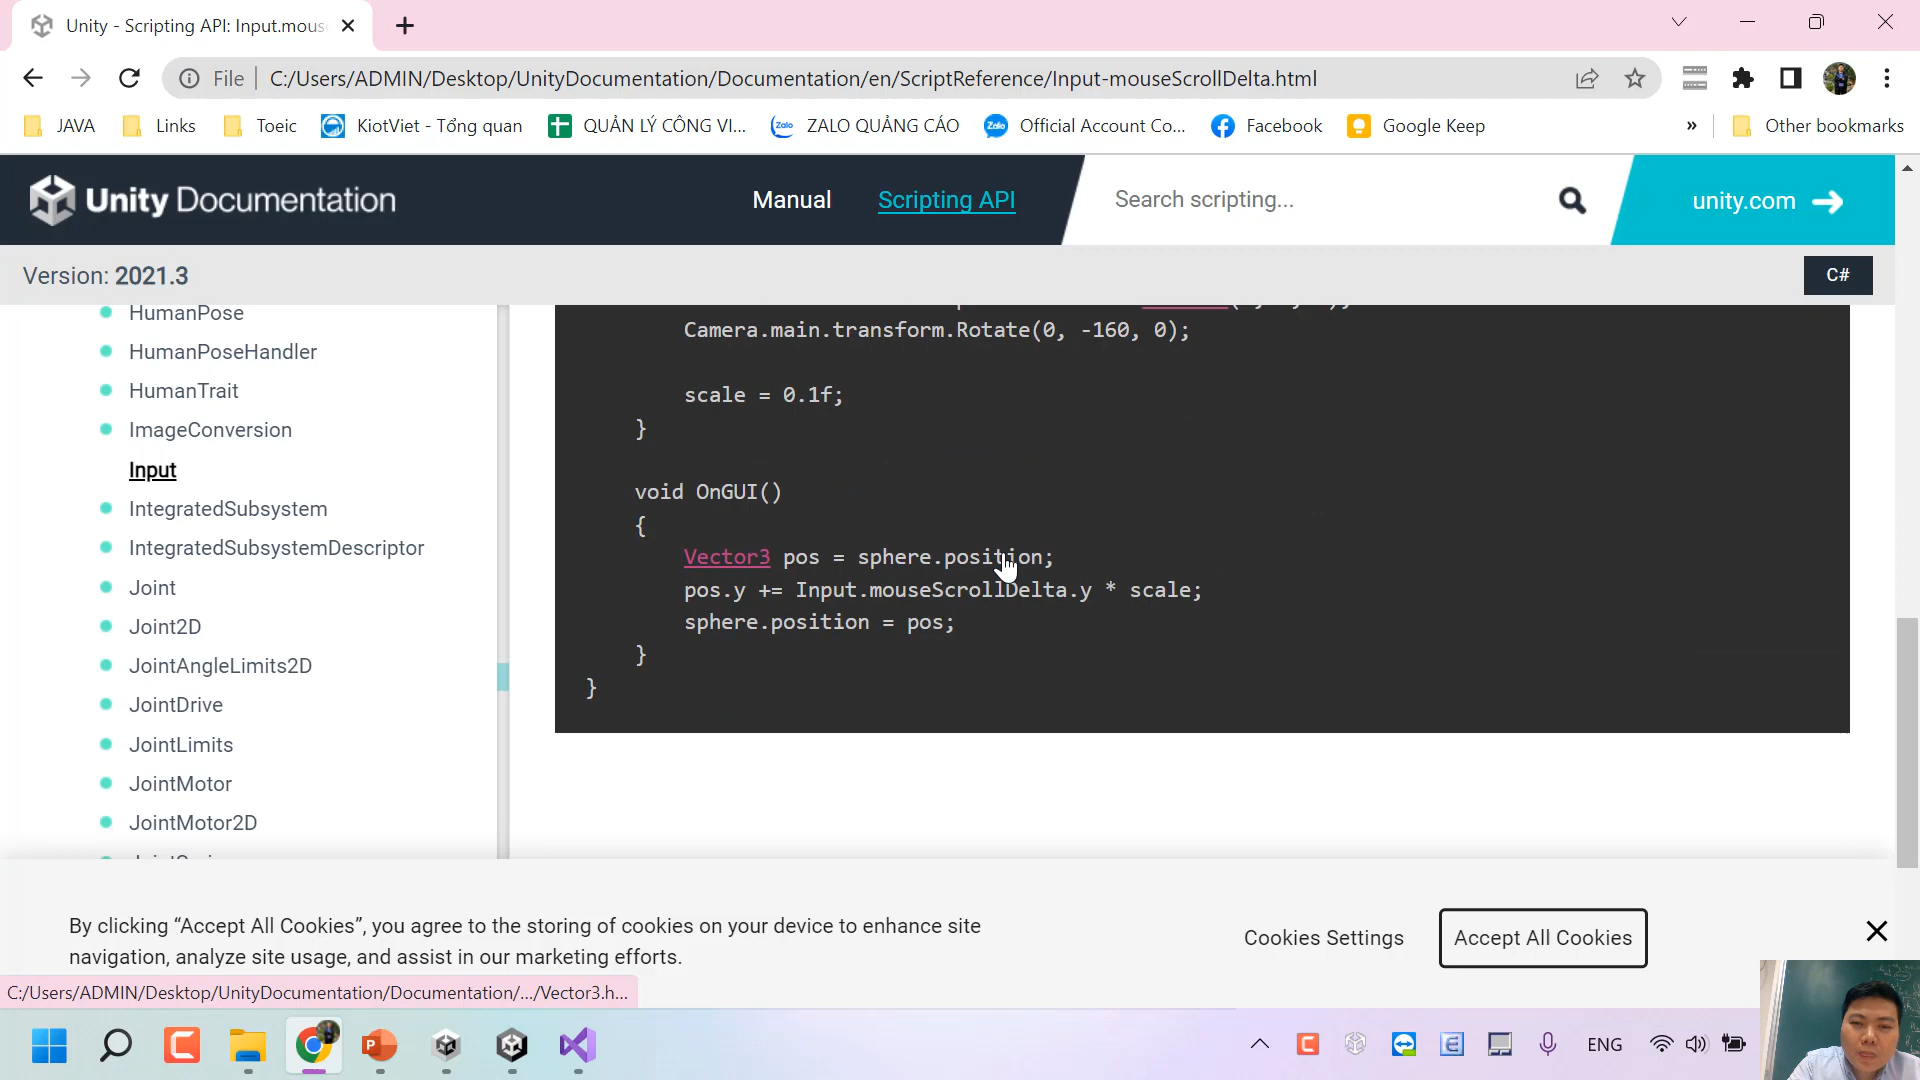 Unity - Scripting API: Input.mous
File
C:/Users/ADMIN/Desktop/UnityDocumentation/Documentation/en/ScriptReference/Input-mouseScrollDelta.html
JAVA
Links
Toeic
KiotViet - Tổng quan
QUẢN LÝ CÔNG VI...
ZALO QUẢNG CÁO
Official Account Co...
Facebook
Google Keep
»
Other bookmarks
Unity Documentation
Manual
Scripting API
Search scripting...
unity.com
Version: 2021.3
C#
HumanPose
HumanPoseHandler
HumanTrait
ImageConversion
Input
IntegratedSubsystem
IntegratedSubsystemDescriptor
Joint
Joint2D
JointAngleLimits2D
JointDrive
JointLimits
JointMotor
JointMotor2D
Camera.main.transform.Rotate(0, -160, 0);
scale = 0.1f;
}
void OnGUI()
{
Vector3 pos = sphere.position;
pos.y += Input.mouseScrollDelta.y * scale;
sphere.position = pos;
}
}
By clicking “Accept All Cookies”, you agree to the storing of cookies on your device to enhance site
navigation, analyze site usage, and assist in our marketing efforts.
Cookies Settings
Accept All Cookies
C:/Users/ADMIN/Desktop/UnityDocumentation/Documentation/.../Vector3.h...
ENG